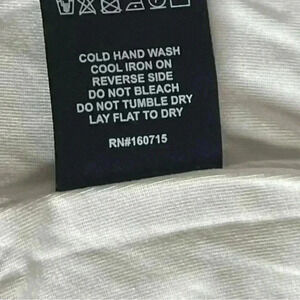 COLD HAND WASH
COOL IRON ON
REVERSE SIDE
DO NOT BLEACH
DO NOT TUMBLE DRY
LAY FLAT TO DRY
RN#160715